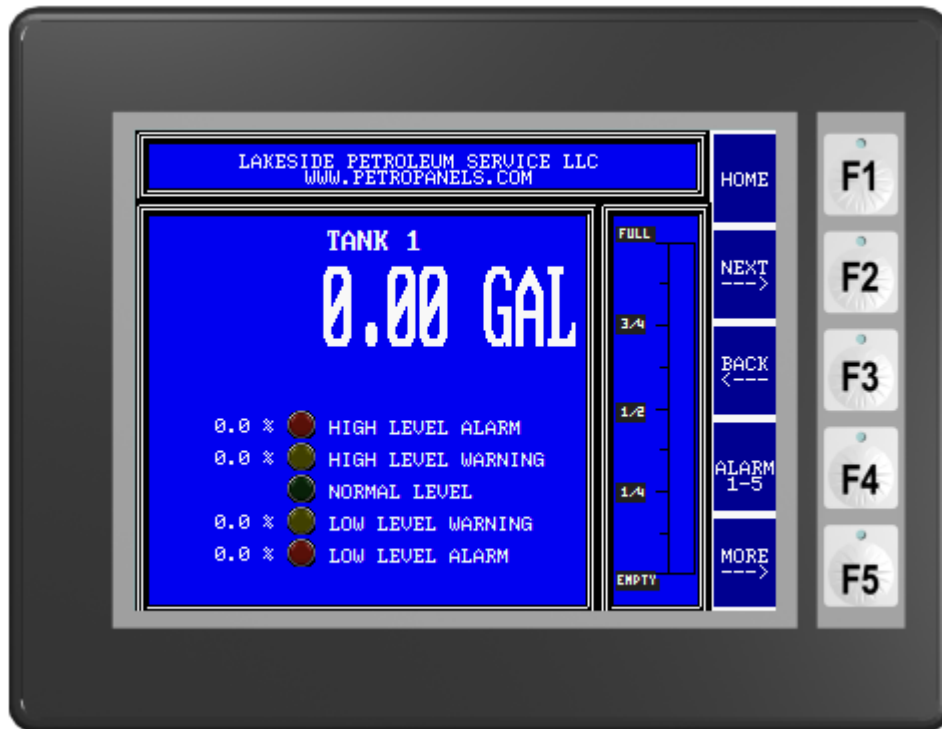 LAKESIDE PETROLEUM SERVICE LLC
WWW.PETROPANELS.COM
TANK 1
0.00 GAL
0.0 % HIGH LEVEL ALARM
0.0 % HIGH LEVEL WARNING
NORMAL LEVEL
0.0 % LOW LEVEL WARNING
0.0 % LOW LEVEL ALARM
FULL
3/4
1/2
1/4
EMPTY
HOME
NEXT
--->
BACK
<---
ALARM
1-5
MORE
--->
F1
F2
F3
F4
F5